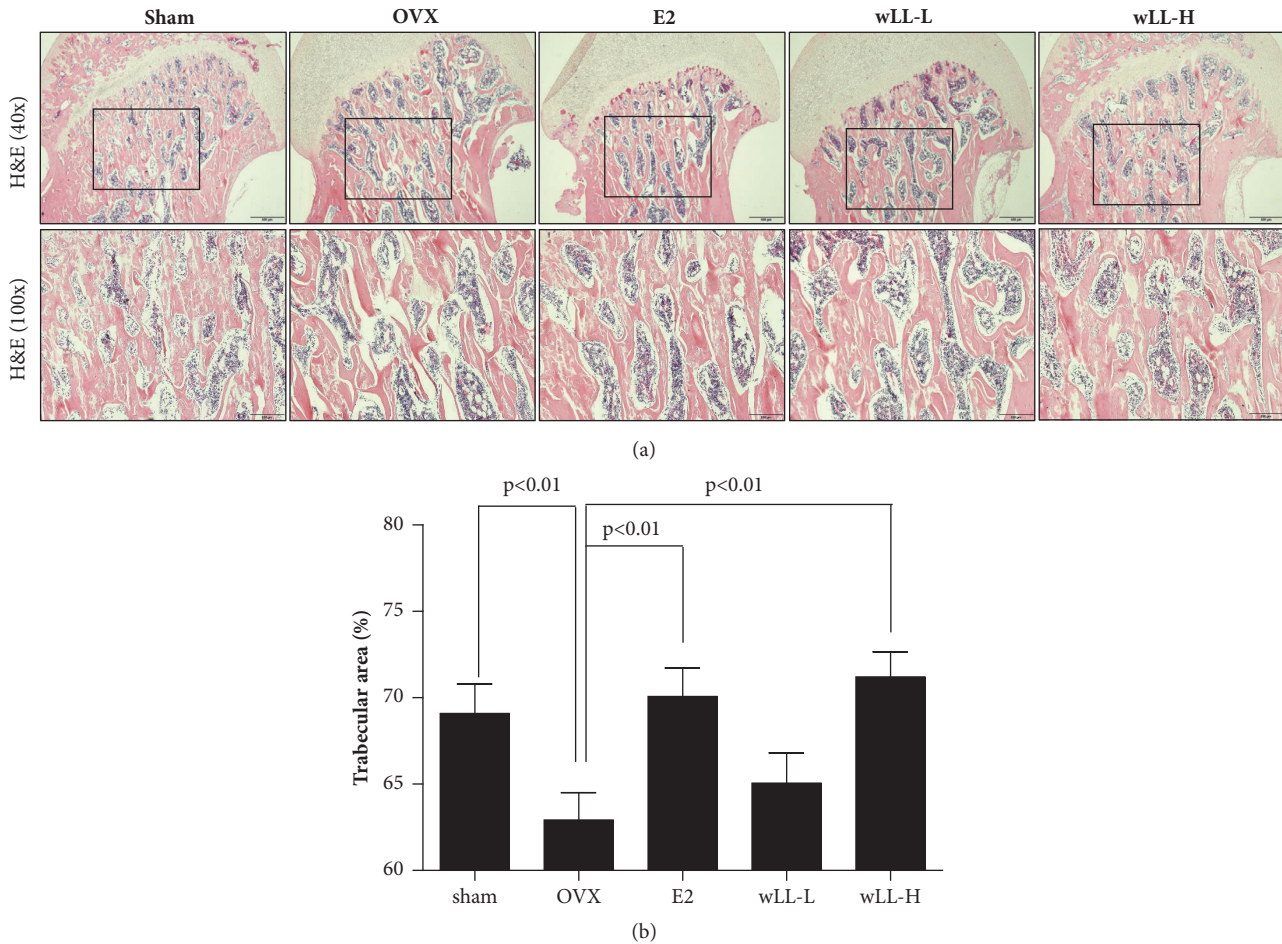 Sham OVX E2 wLL-L wLL-H
H&E (40x)
H&E (100x)
(a)
p<0.01 p<0.01
p<0.01
Trabecular area (%)
80
75
70
65
60
sham OVX E2 wLL-L wLL-H
(b)